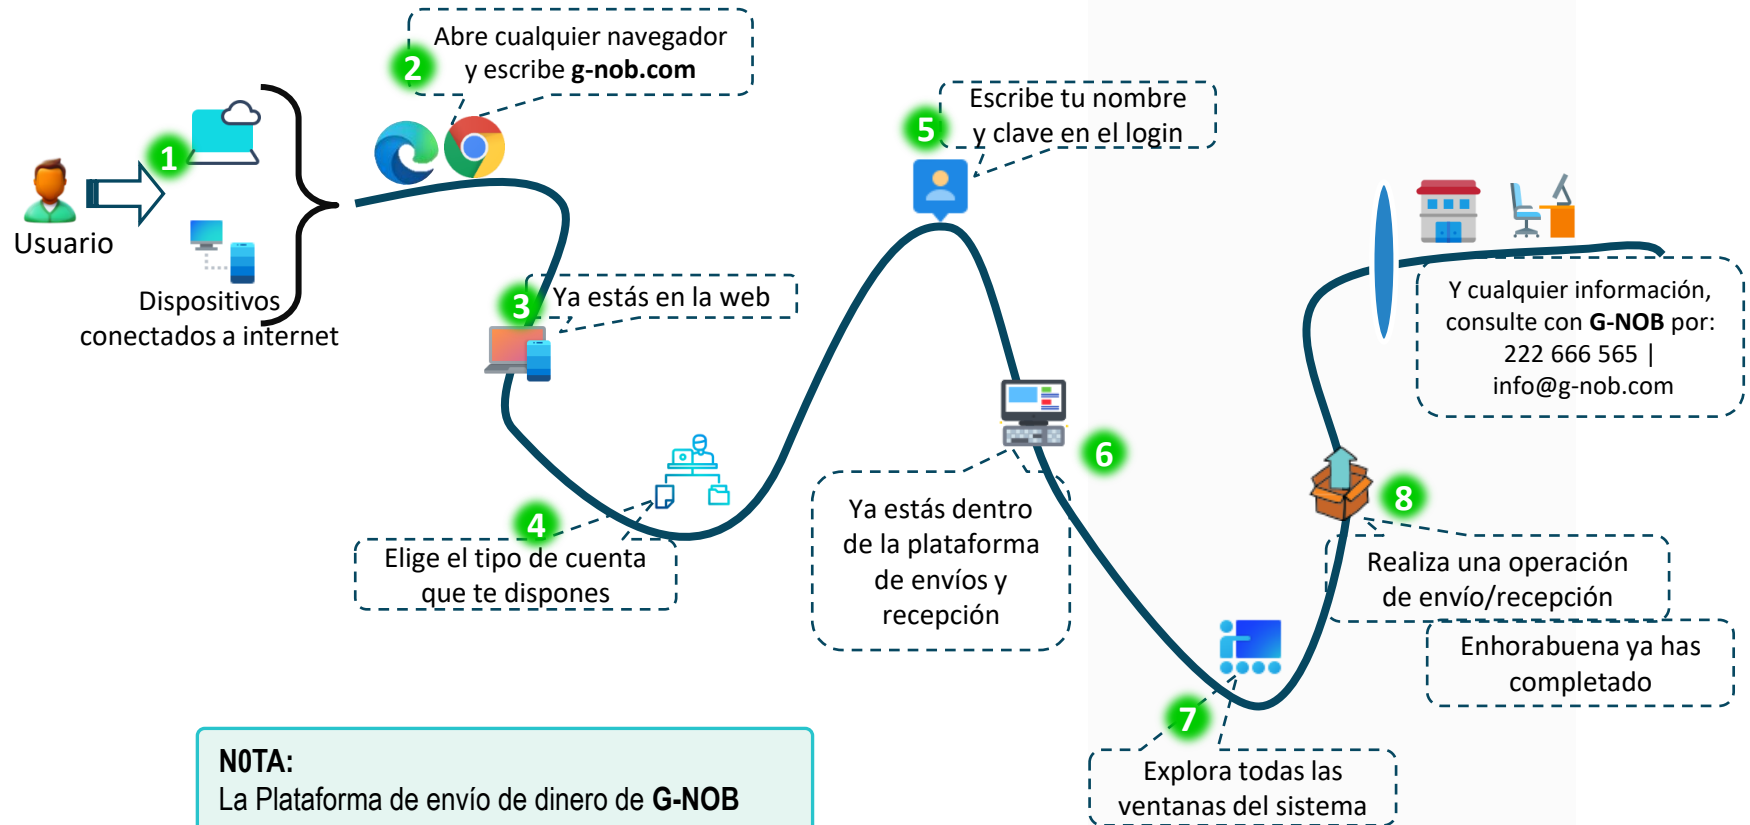 Usuario
1
Dispositivos
conectados a internet
2
Abre cualquier navegador
y escribe g-nob.com
3
Ya estás en la web
4
Elige el tipo de cuenta
que te dispones
5
Escribe tu nombre
y clave en el login
6
Ya estás dentro
de la plataforma
de envíos y
recepción
7
Explora todas las
ventanas del sistema
8
Realiza una operación
de envío/recepción
Enhorabuena ya has
completado
Y cualquier información,
consulte con G-NOB por:
222 666 565 |
info@g-nob.com
N0TA:
La Plataforma de envío de dinero de G-NOB